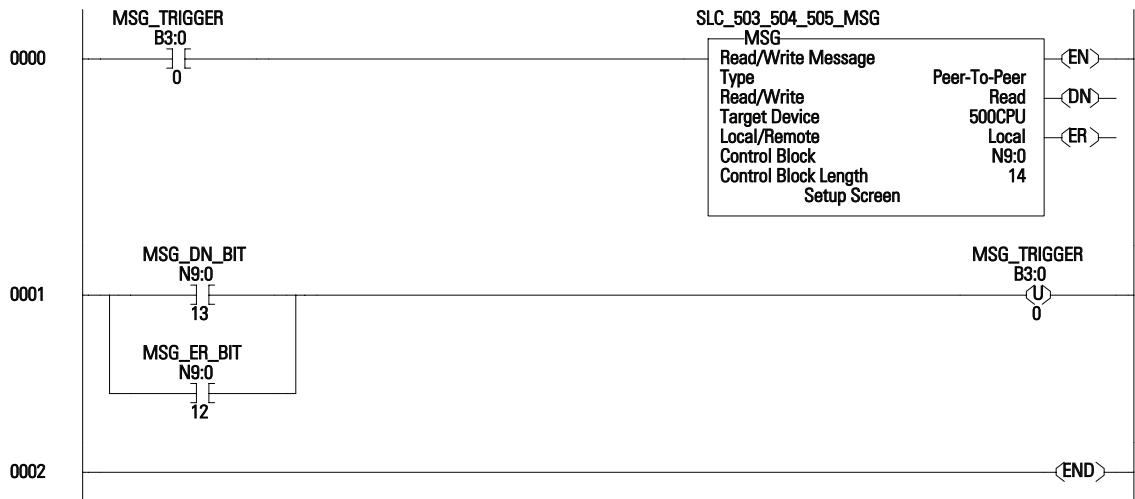 MSG_TRIGGER
B3:0
0000
0
SLC_503_504_505_MSG
MSG
Read/Write Message
Type Peer-To-Peer
Read/Write Read
Target Device 500CPU
Local/Remote Local
Control Block N9:0
Control Block Length 14
Setup Screen
EN
DN
ER
MSG_DN_BIT
N9:0
0001
13
MSG_TRIGGER
B3:0
U
0
MSG_ER_BIT
N9:0
12
0002
END